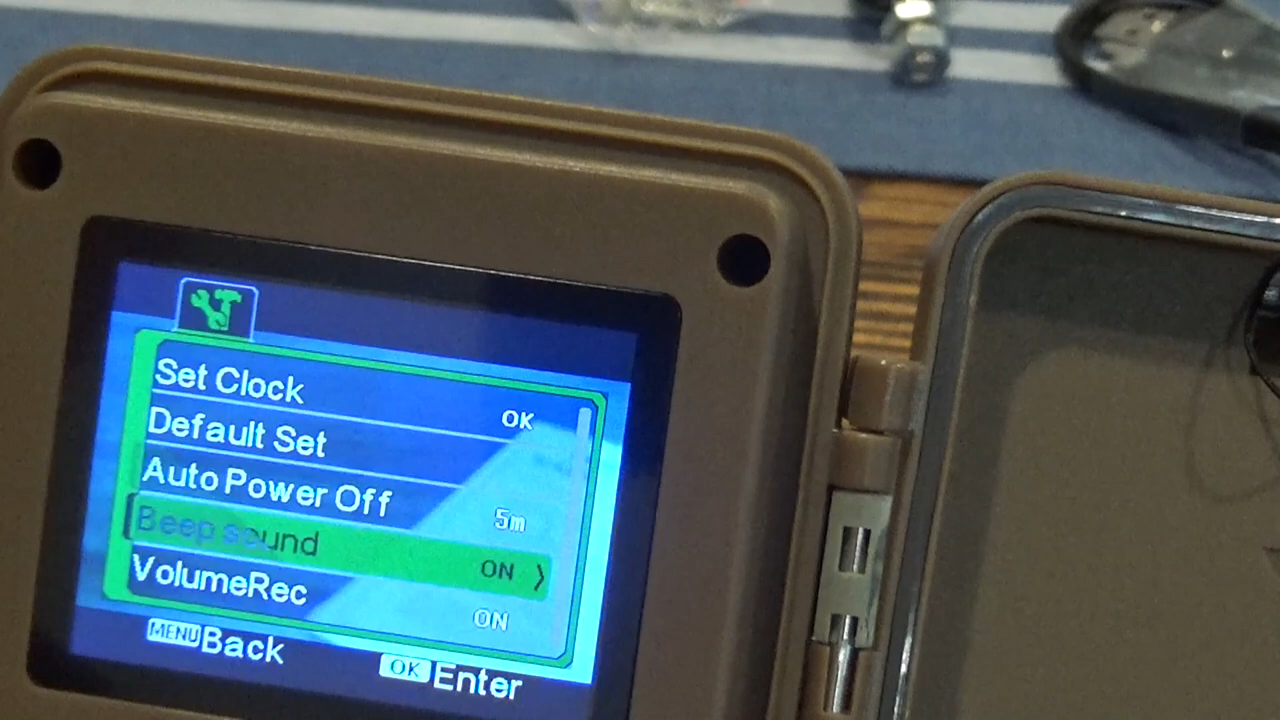 Set Clock
OK
Default Set
Auto Power Off
5m
Beep sound
ON >
VolumeRec
ON
MENU Back
OK Enter